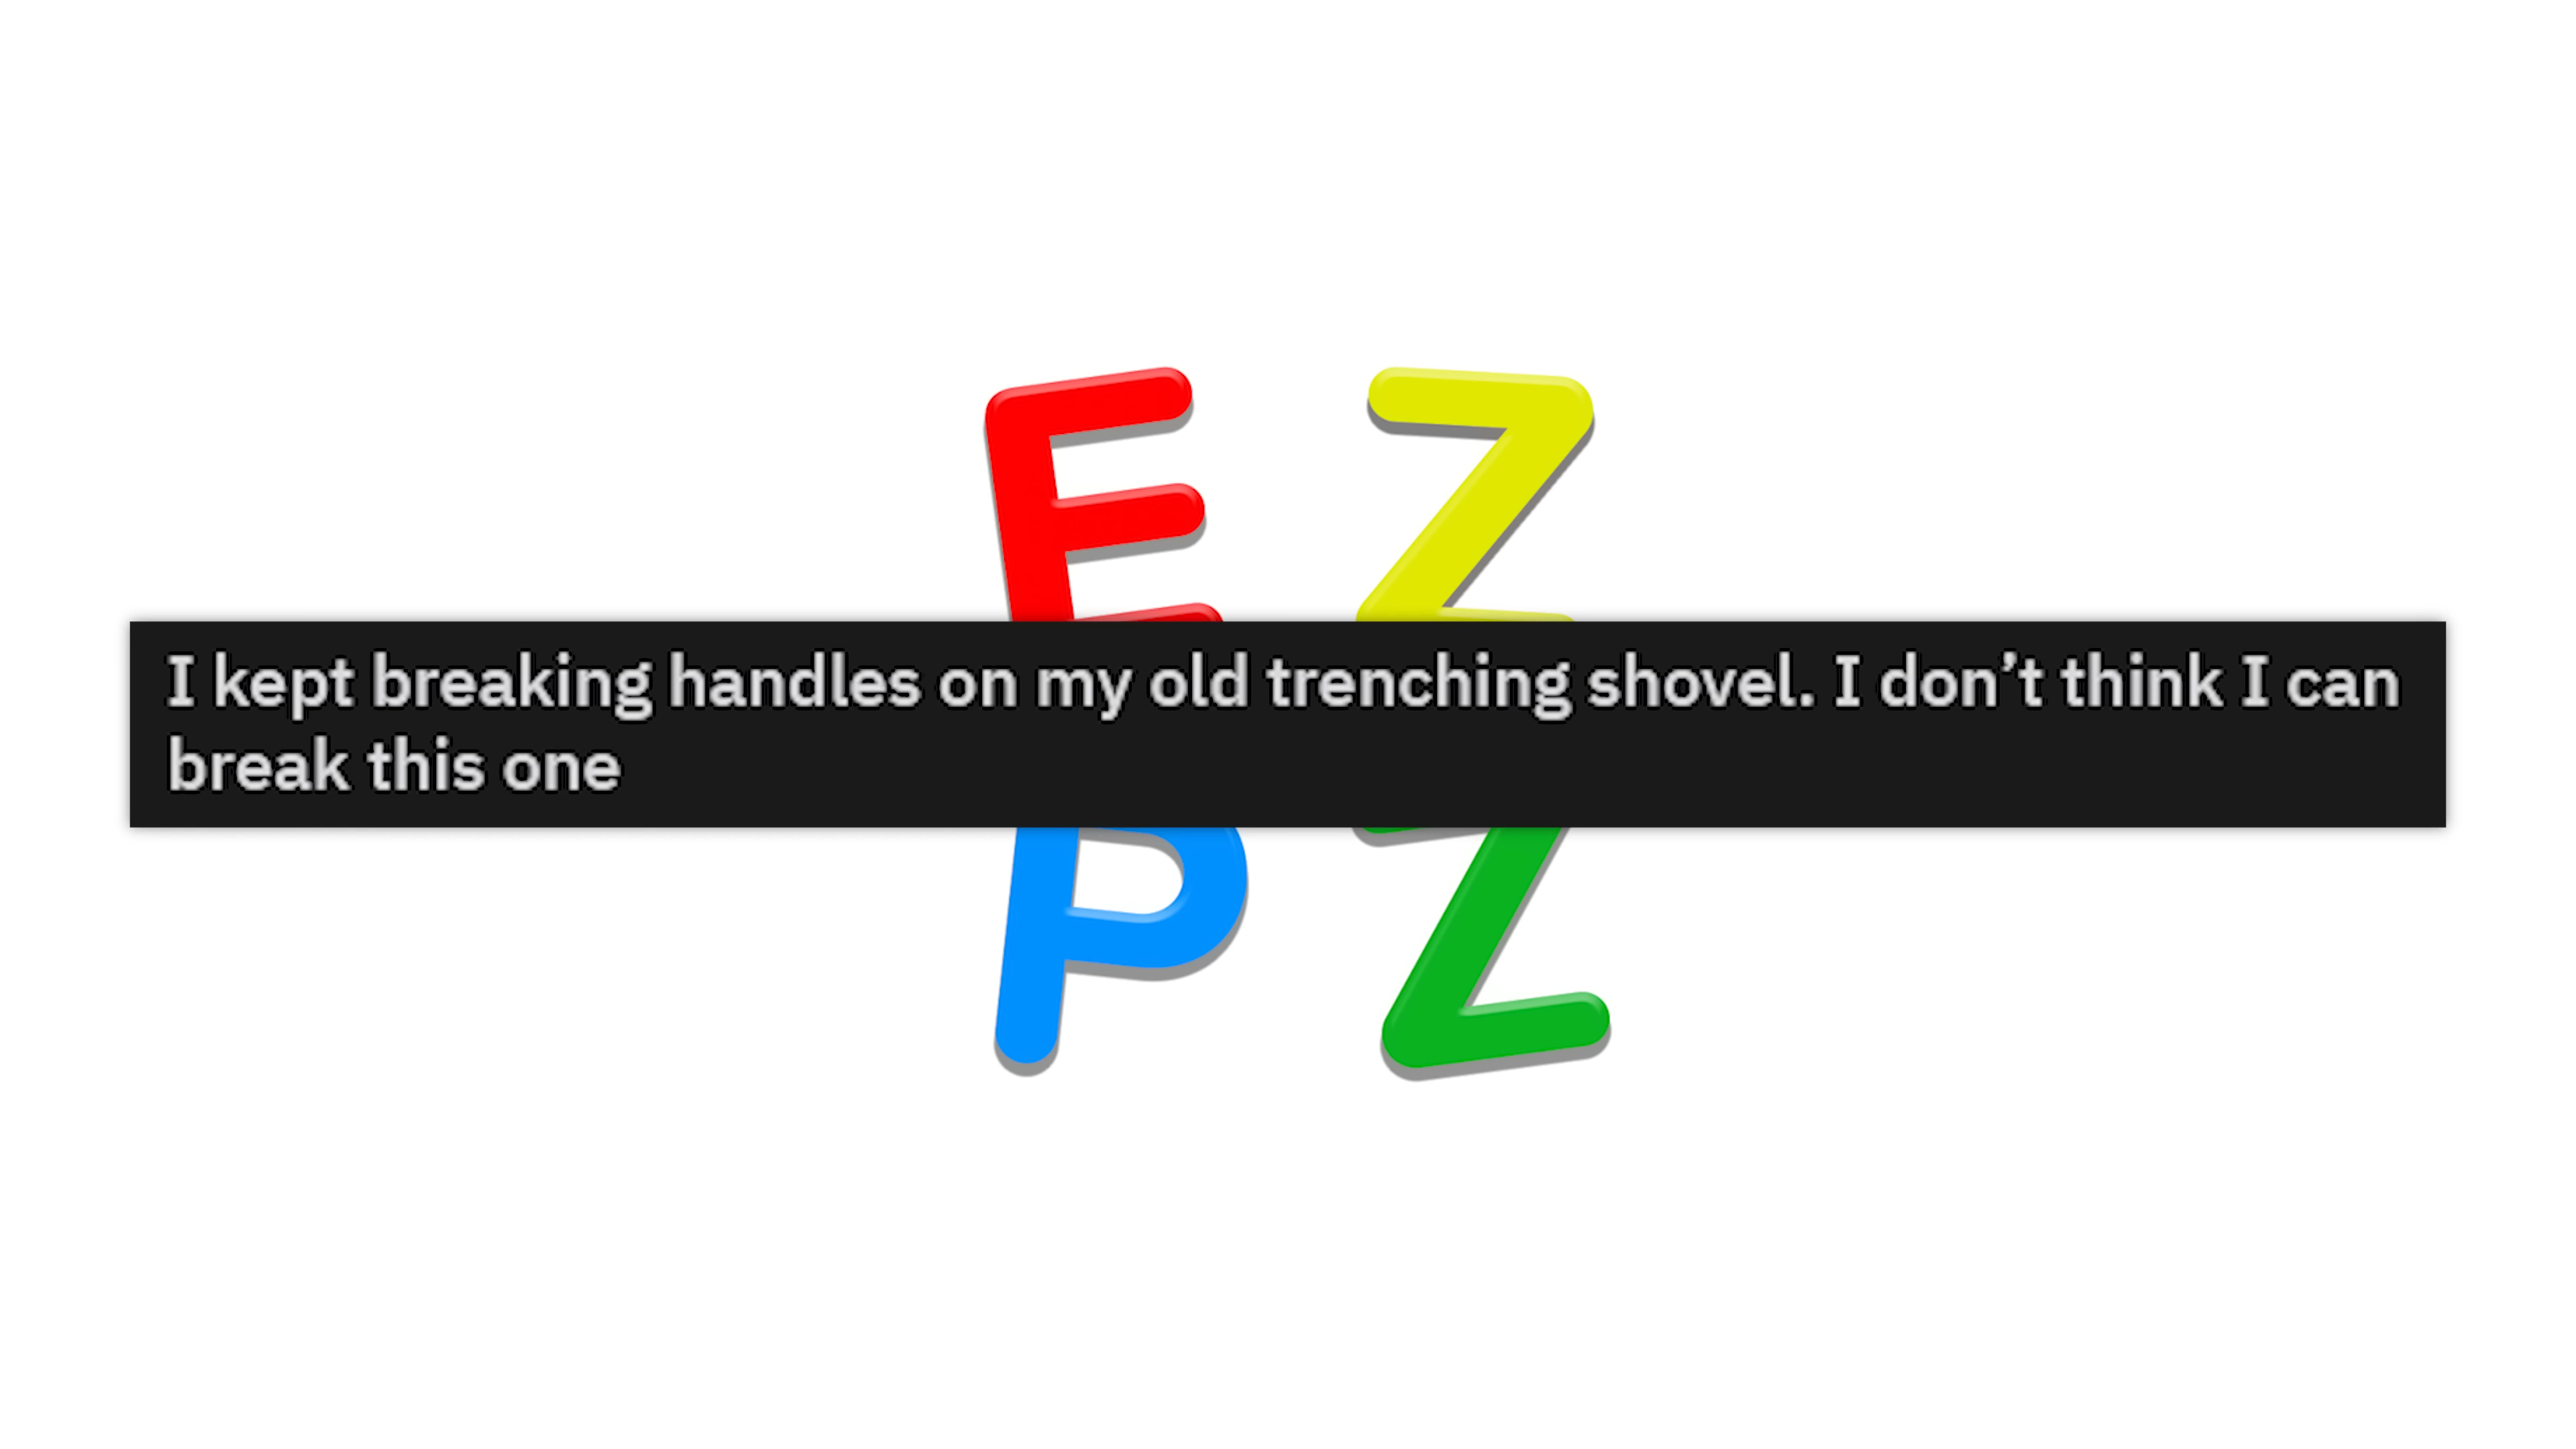 E Z
I kept breaking handles on my old trenching shovel. I don’t think I can
break this one
P Z